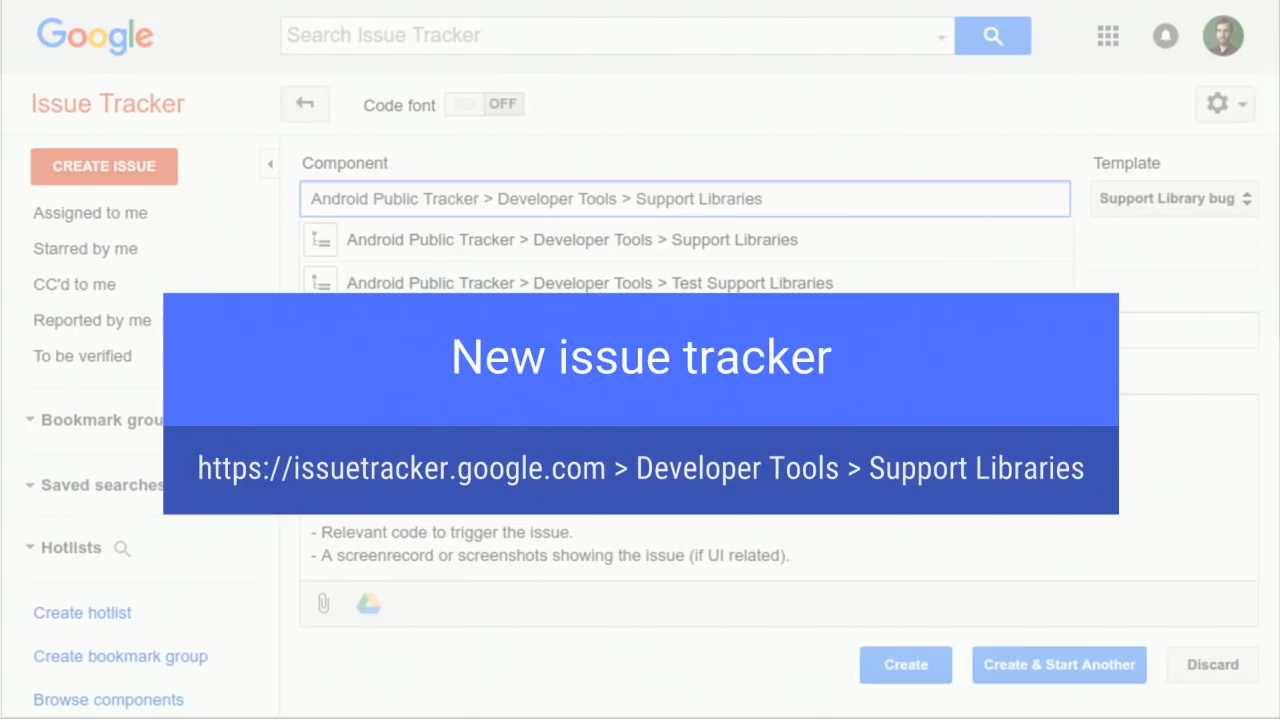 Google
Search Issue Tracker
Issue Tracker
Code font
OFF
CREATE ISSUE
Component
Template
Android Public Tracker > Developer Tools > Support Libraries
Support Library bug
Assigned to me
Android Public Tracker > Developer Tools > Support Libraries
Starred by me
Android Public Tracker > Developer Tools > Test Support Libraries
CC'd to me
Reported by me
To be verified
New issue tracker
Bookmark grou
https://issuetracker.google.com > Developer Tools > Support Libraries
Saved searches
- Relevant code to trigger the issue.
- A screenrecord or screenshots showing the issue (if UI related).
Hotlists
Create hotlist
Create bookmark group
Browse components
Create
Create & Start Another
Discard